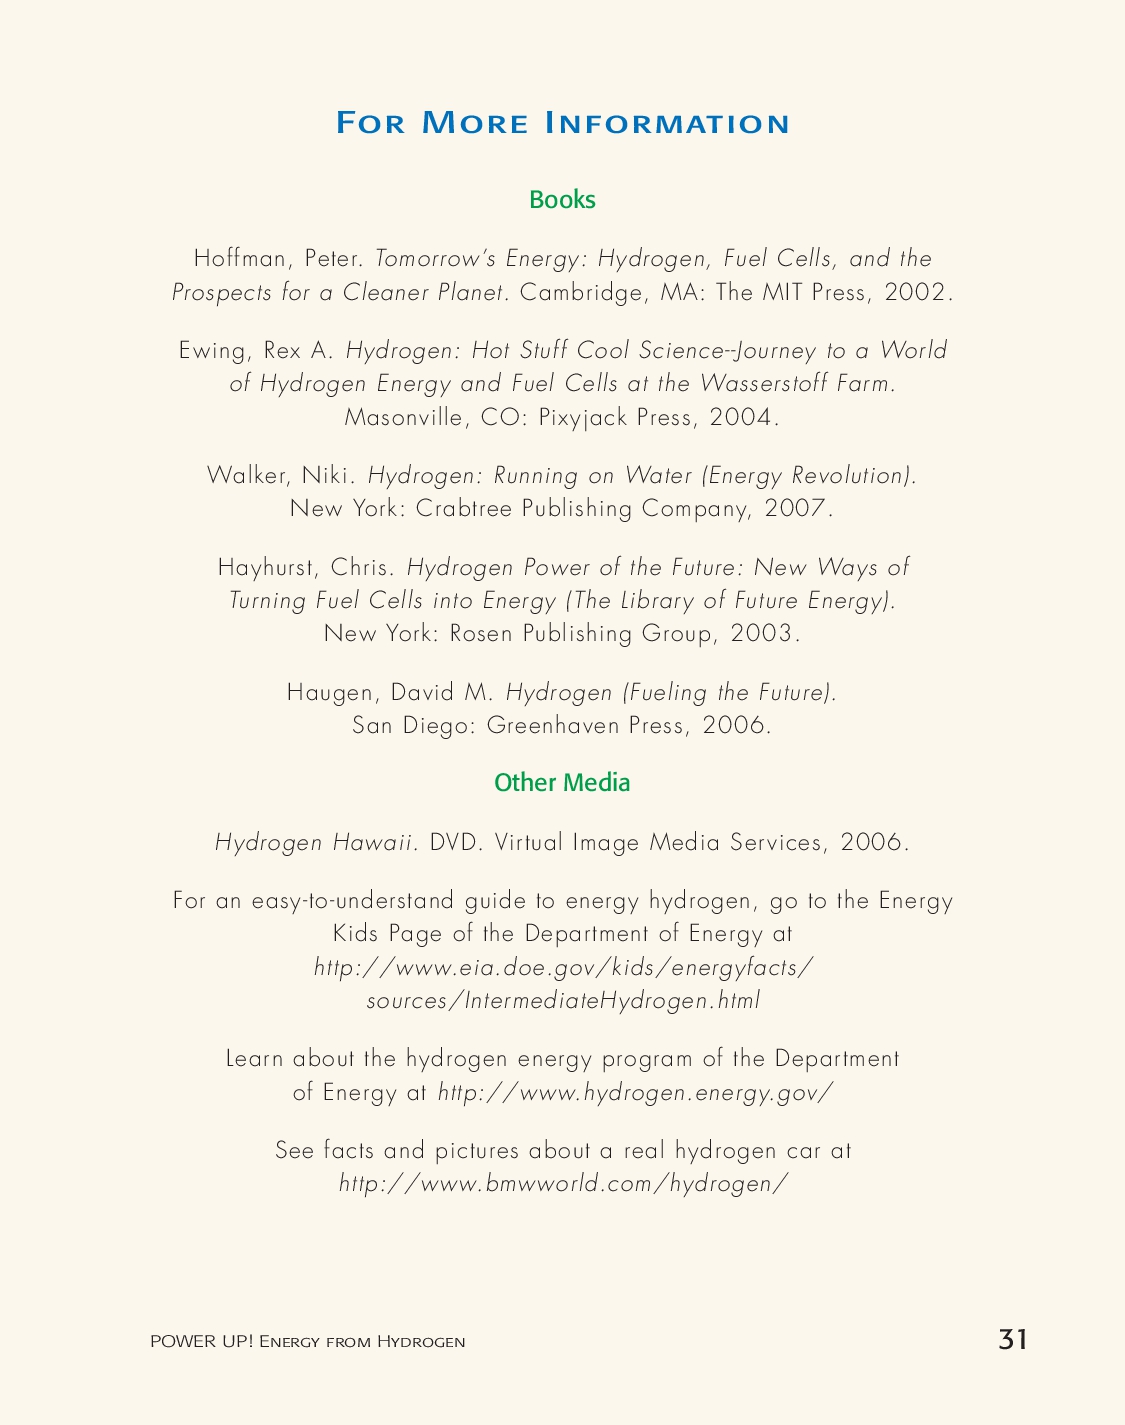 For More Information
Books
Hoffman, Peter. Tomorrow's Energy: Hydrogen, Fuel Cells, and the
Prospects for a Cleaner Planet. Cambridge, MA: The MIT Press, 2002.
Ewing, Rex A. Hydrogen: Hot Stuff Cool Science--Journey to a World
of Hydrogen Energy and Fuel Cells at the Wasserstoff Farm.
Masonville, CO: Pixyjack Press, 2004.
Walker, Niki. Hydrogen: Running on Water (Energy Revolution).
New York: Crabtree Publishing Company, 2007.
Hayhurst, Chris. Hydrogen Power of the Future: New Ways of
Turning Fuel Cells into Energy (The Library of Future Energy).
New York: Rosen Publishing Group, 2003.
Haugen, David M. Hydrogen (Fueling the Future).
San Diego: Greenhaven Press, 2006.
Other Media
Hydrogen Hawaii. DVD. Virtual Image Media Services, 2006.
For an easy-to-understand guide to energy hydrogen, go to the Energy
Kids Page of the Department of Energy at
http://www.eia.doe.gov/kids/energyfacts/
sources/IntermediateHydrogen.html
Learn about the hydrogen energy program of the Department
of Energy at http://www.hydrogen.energy.gov/
See facts and pictures about a real hydrogen car at
http://www.bmwworld.com/hydrogen/
POWER UP! Energy from Hydrogen
31